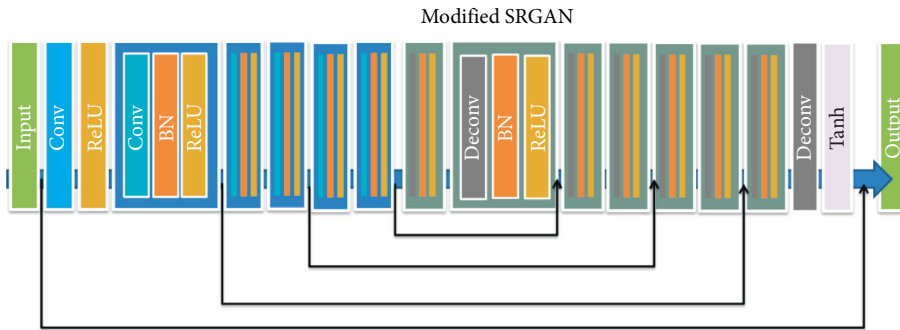 Modified SRGAN
Input
Conv
ReLU
Conv
BN
ReLU
Deconv
BN
ReLU
Deconv
Tanh
Output